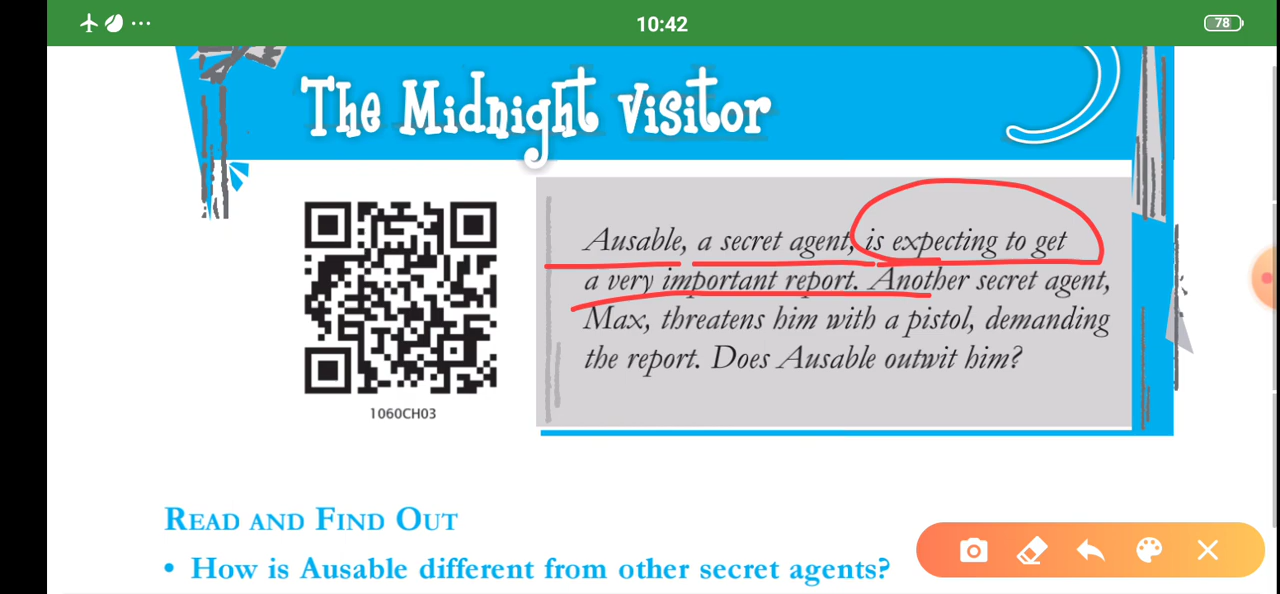 10:42
78
The Midnight Visitor
Ausable, a secret agent, is expecting to get
a very important report. Another secret agent,
Max, threatens him with a pistol, demanding
the report. Does Ausable outwit him?
1060CH03
READ AND FIND OUT
• How is Ausable different from other secret agents?